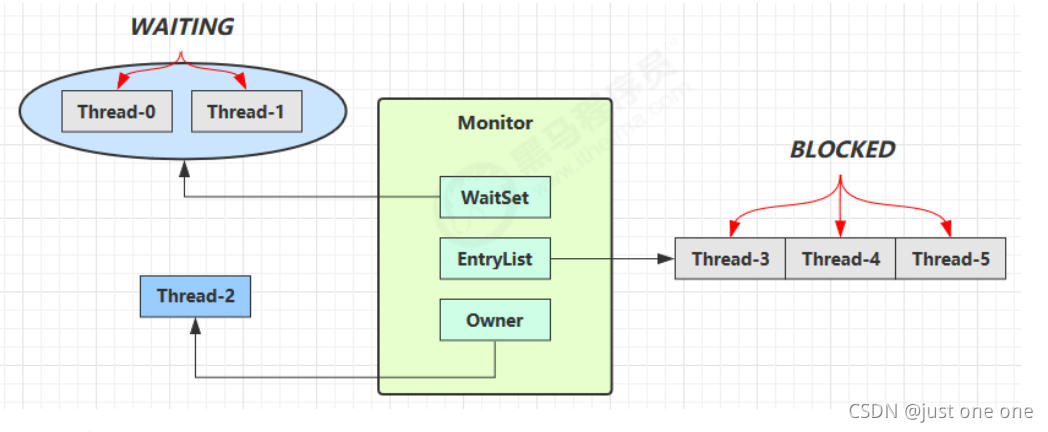 WAITING
Thread-0
Thread-1
Monitor
WaitSet
EntryList
Owner
BLOCKED
Thread-3
Thread-4
Thread-5
Thread-2
黑马程序员
www.itheima.com
CSDN @just one one